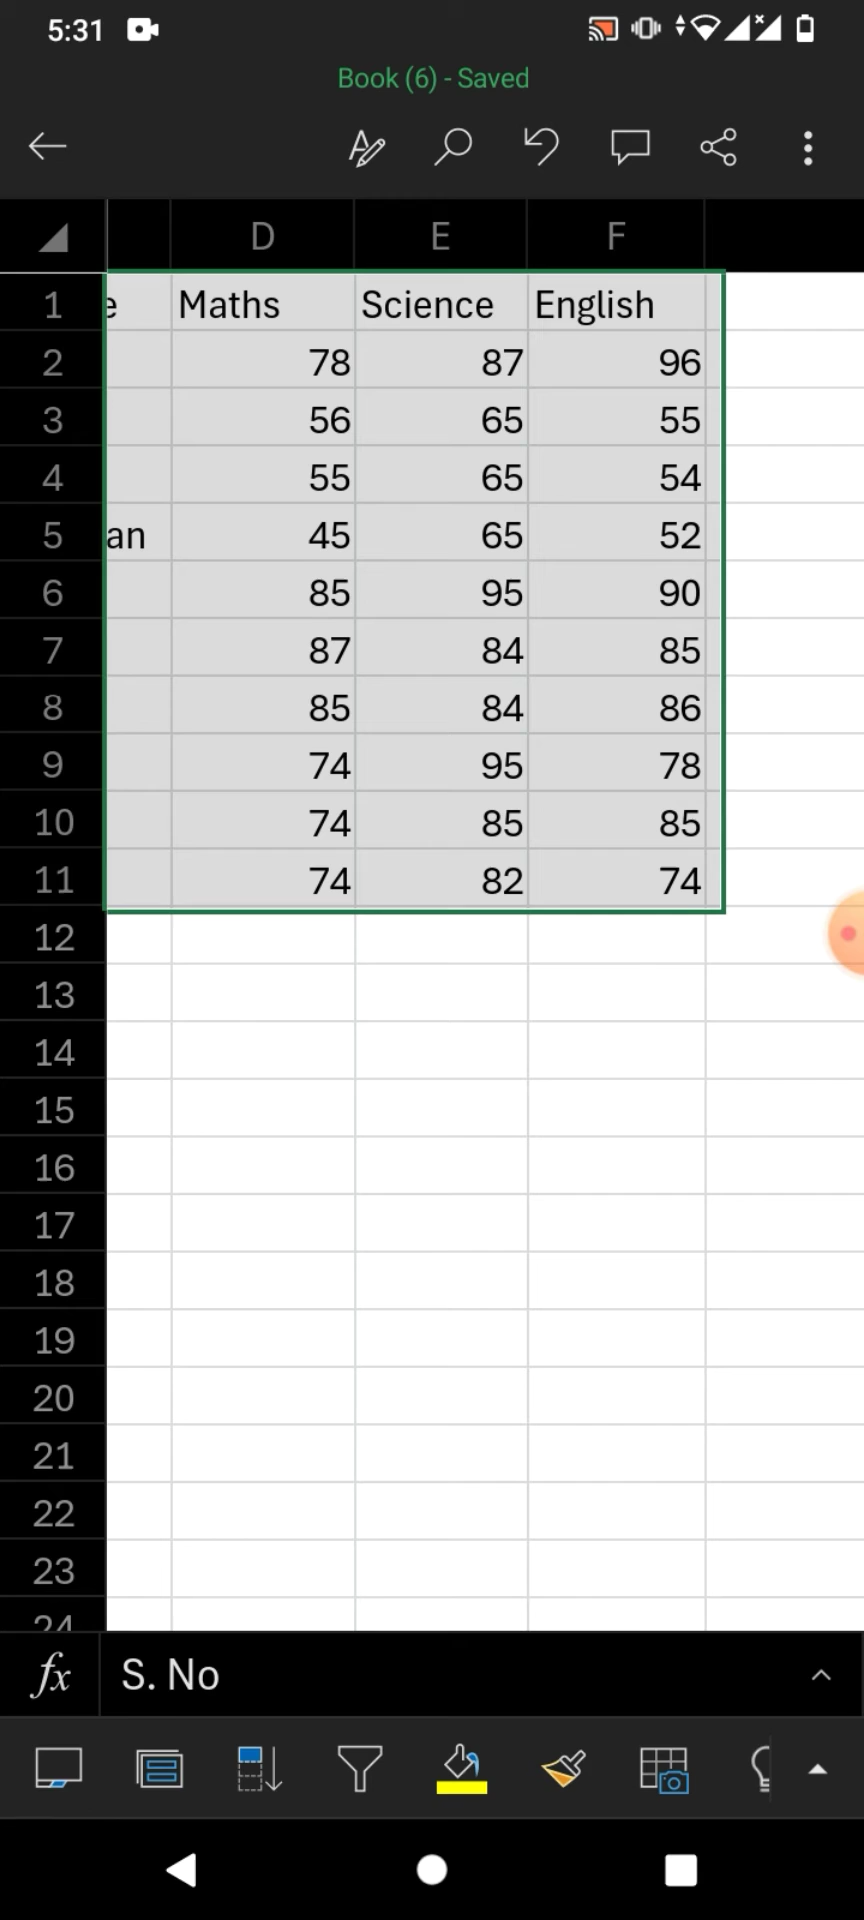 5:31
Book (6) - Saved
D E F
1 e Maths Science English
2 78 87 96
3 56 65 55
4 55 65 54
5 an 45 65 52
6 85 95 90
7 87 84 85
8 85 84 86
9 74 95 78
10 74 85 85
11 74 82 74
12
13
14
15
16
17
18
19
20
21
22
23
24
fx S. No